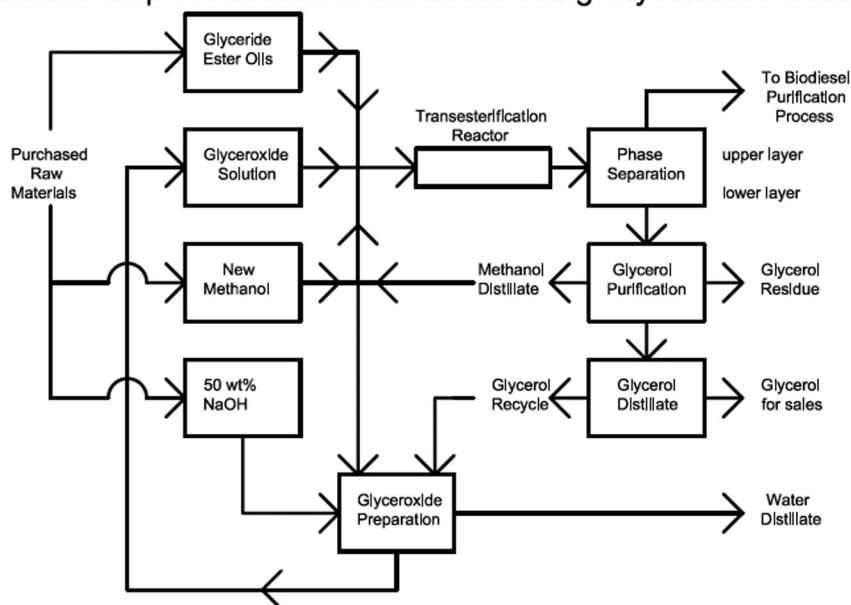 Glyceride
Ester Oils
To Biodiesel
Purification
Process
Transesterification
Reactor
Purchased
Raw
Materials
Glyceroxide
Solution
Phase
Separation
upper layer
lower layer
New
Methanol
Methanol
Distillate
Glycerol
Purification
Glycerol
Residue
50 wt%
NaOH
Glycerol
Recycle
Glycerol
Distillate
Glycerol
for sales
Glyceroxide
Preparation
Water
Distillate